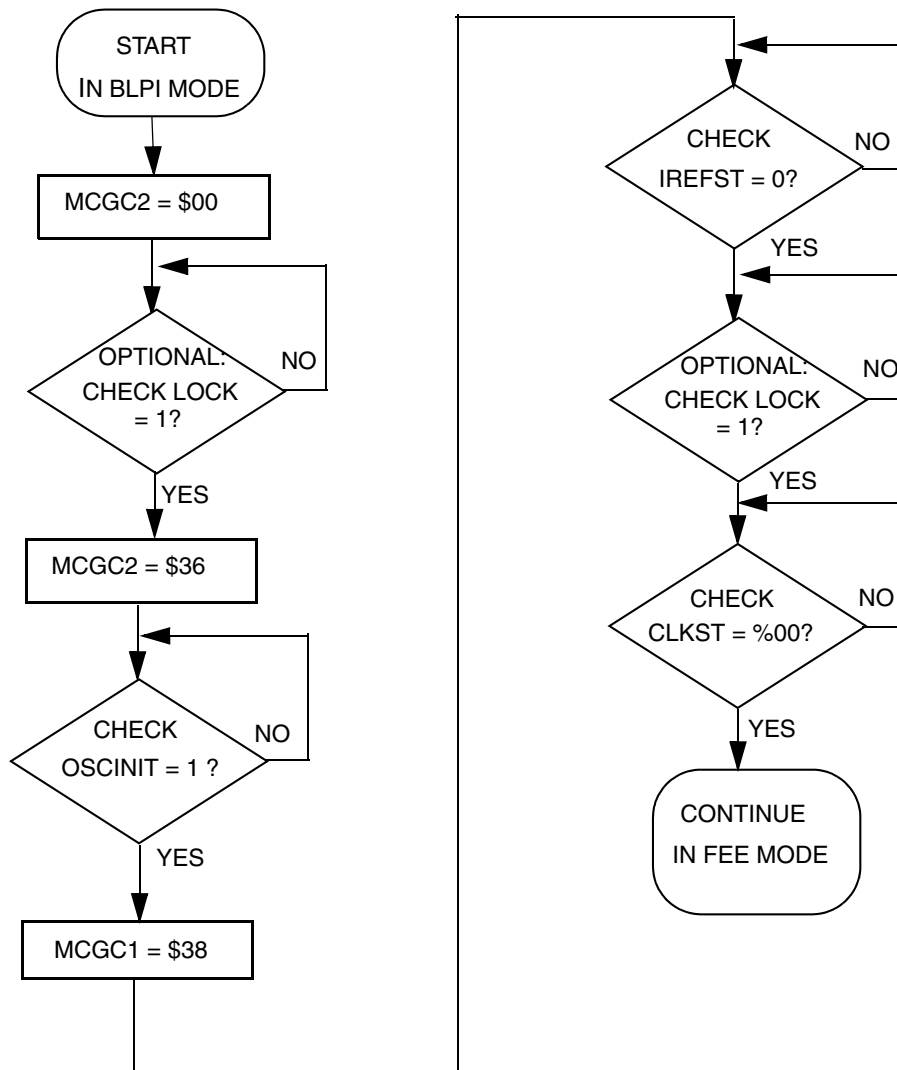 START
IN BLPI MODE
MCGC2 = $00
OPTIONAL:
CHECK LOCK
= 1?
NO
YES
MCGC2 = $36
CHECK
OSCINIT = 1 ?
NO
YES
MCGC1 = $38
CHECK
IREFST = 0?
NO
YES
OPTIONAL:
CHECK LOCK
= 1?
NO
YES
CHECK
CLKST = %00?
NO
YES
CONTINUE
IN FEE MODE